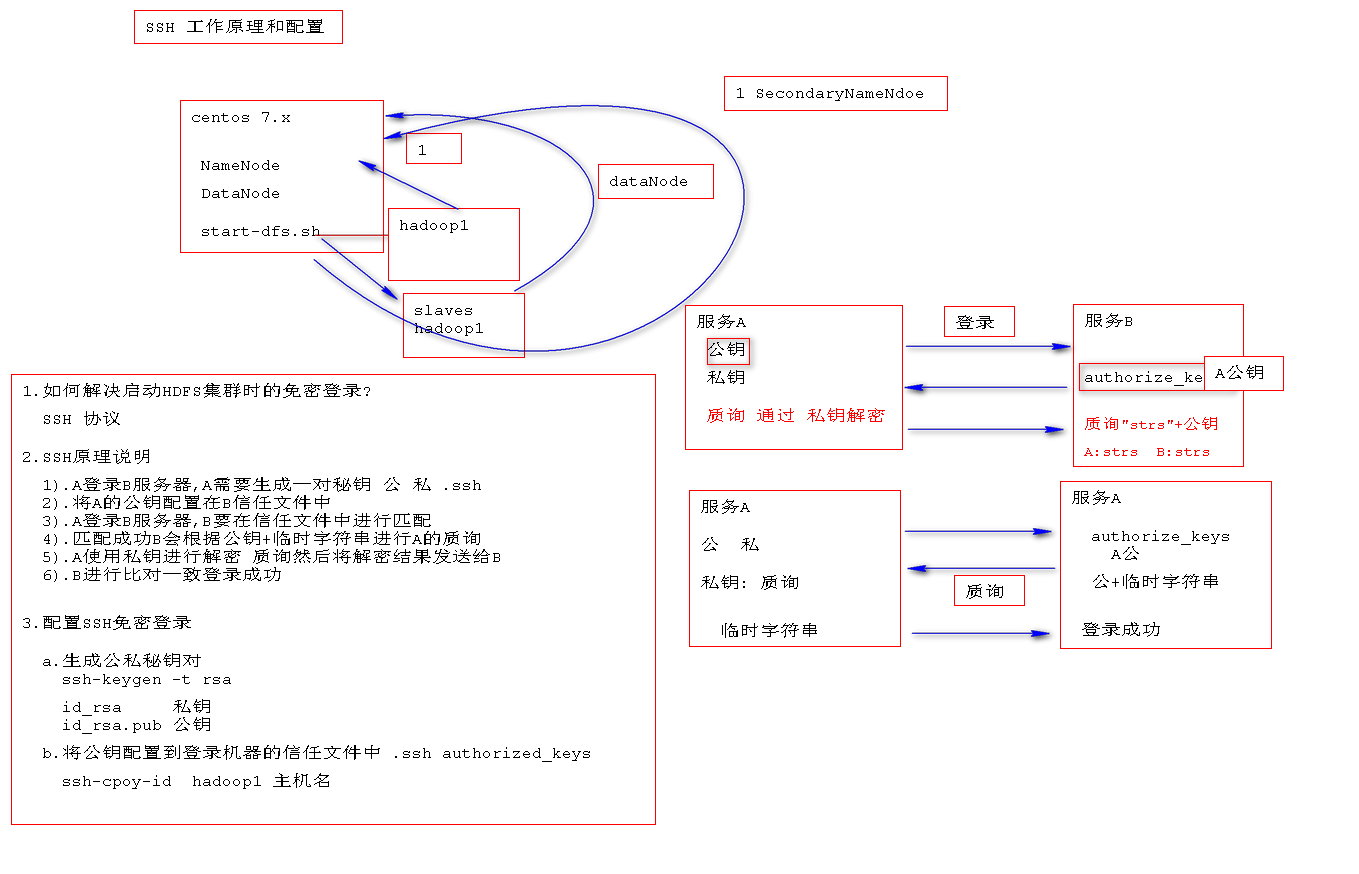 SSH 工作原理和配置
1 SecondaryNameNdoe
centos 7.x
NameNode
DataNode
start-dfs.sh
1
dataNode
hadoop1
slaves
hadoop1
服务A
公钥
私钥
质询 通过 私钥解密
登录
服务B
authorize_ke
A公钥
质询"strs"+公钥
A:strs B:strs
服务A
公 私
私钥: 质询
临时字符串
质询
服务A
authorize_keys
A公
公+临时字符串
登录成功
1.如何解决启动HDFS集群时的免密登录?
SSH 协议
2.SSH原理说明
1).A登录B服务器,A需要生成一对秘钥 公 私 .ssh
2).将A的公钥配置在B信任文件中
3).A登录B服务器,B要在信任文件中进行匹配
4).匹配成功B会根据公钥+临时字符串进行A的质询
5).A使用私钥进行解密 质询然后将解密结果发送给B
6).B进行比对一致登录成功
3.配置SSH免密登录
a.生成公私秘钥对
ssh-keygen -t rsa
id_rsa 私钥
id_rsa.pub 公钥
b.将公钥配置到登录机器的信任文件中 .ssh authorized_keys
ssh-cpoy-id hadoop1 主机名